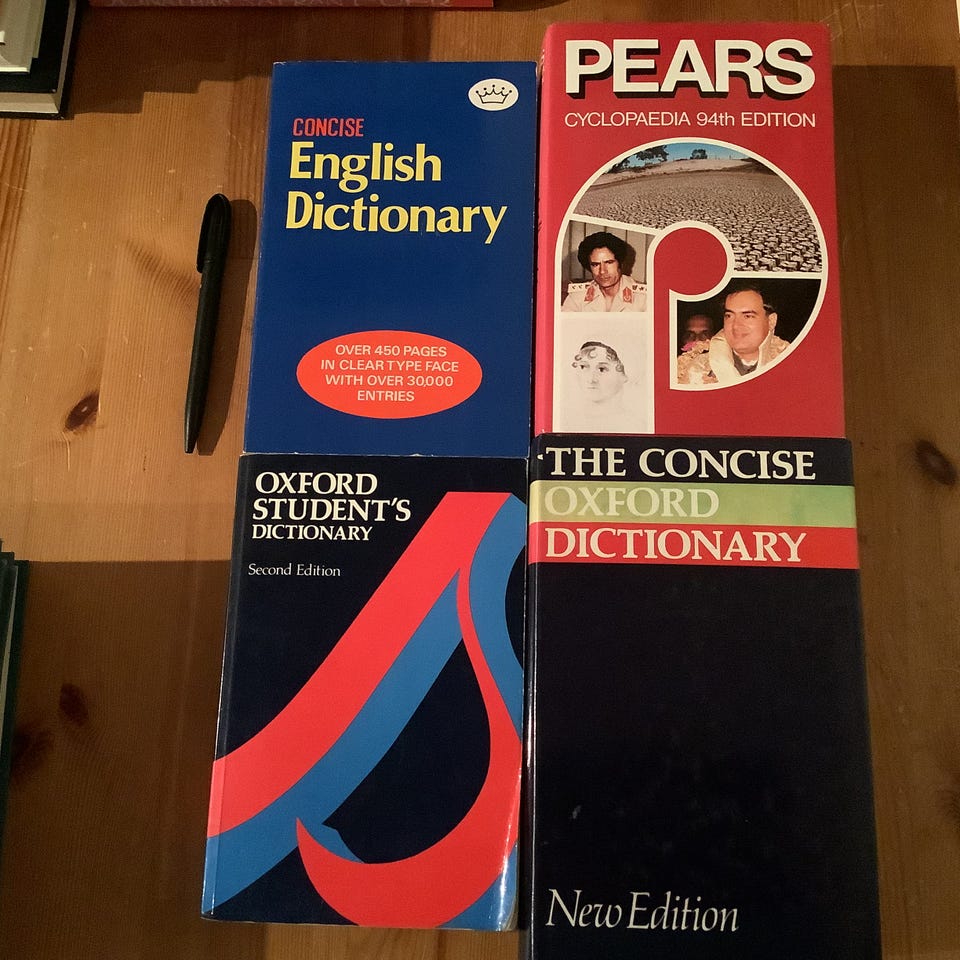 CONCISE
English
Dictionary
OVER 450 PAGES
IN CLEAR TYPE FACE
WITH OVER 30,000
ENTRIES
PEARS
CYCLOPAEDIA 94th EDITION
OXFORD
STUDENT'S
DICTIONARY
Second Edition
THE CONCISE
OXFORD
DICTIONARY
New Edition